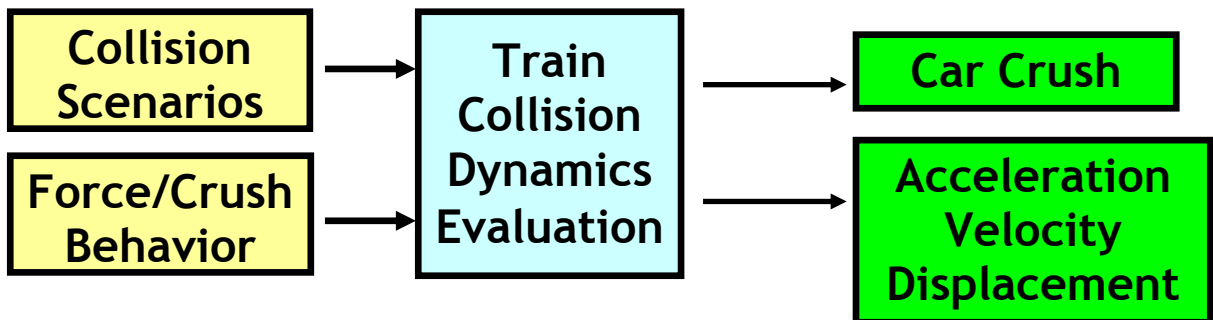 Collision
Scenarios
Force/Crush
Behavior
Train
Collision
Dynamics
Evaluation
Car Crush
Acceleration
Velocity
Displacement